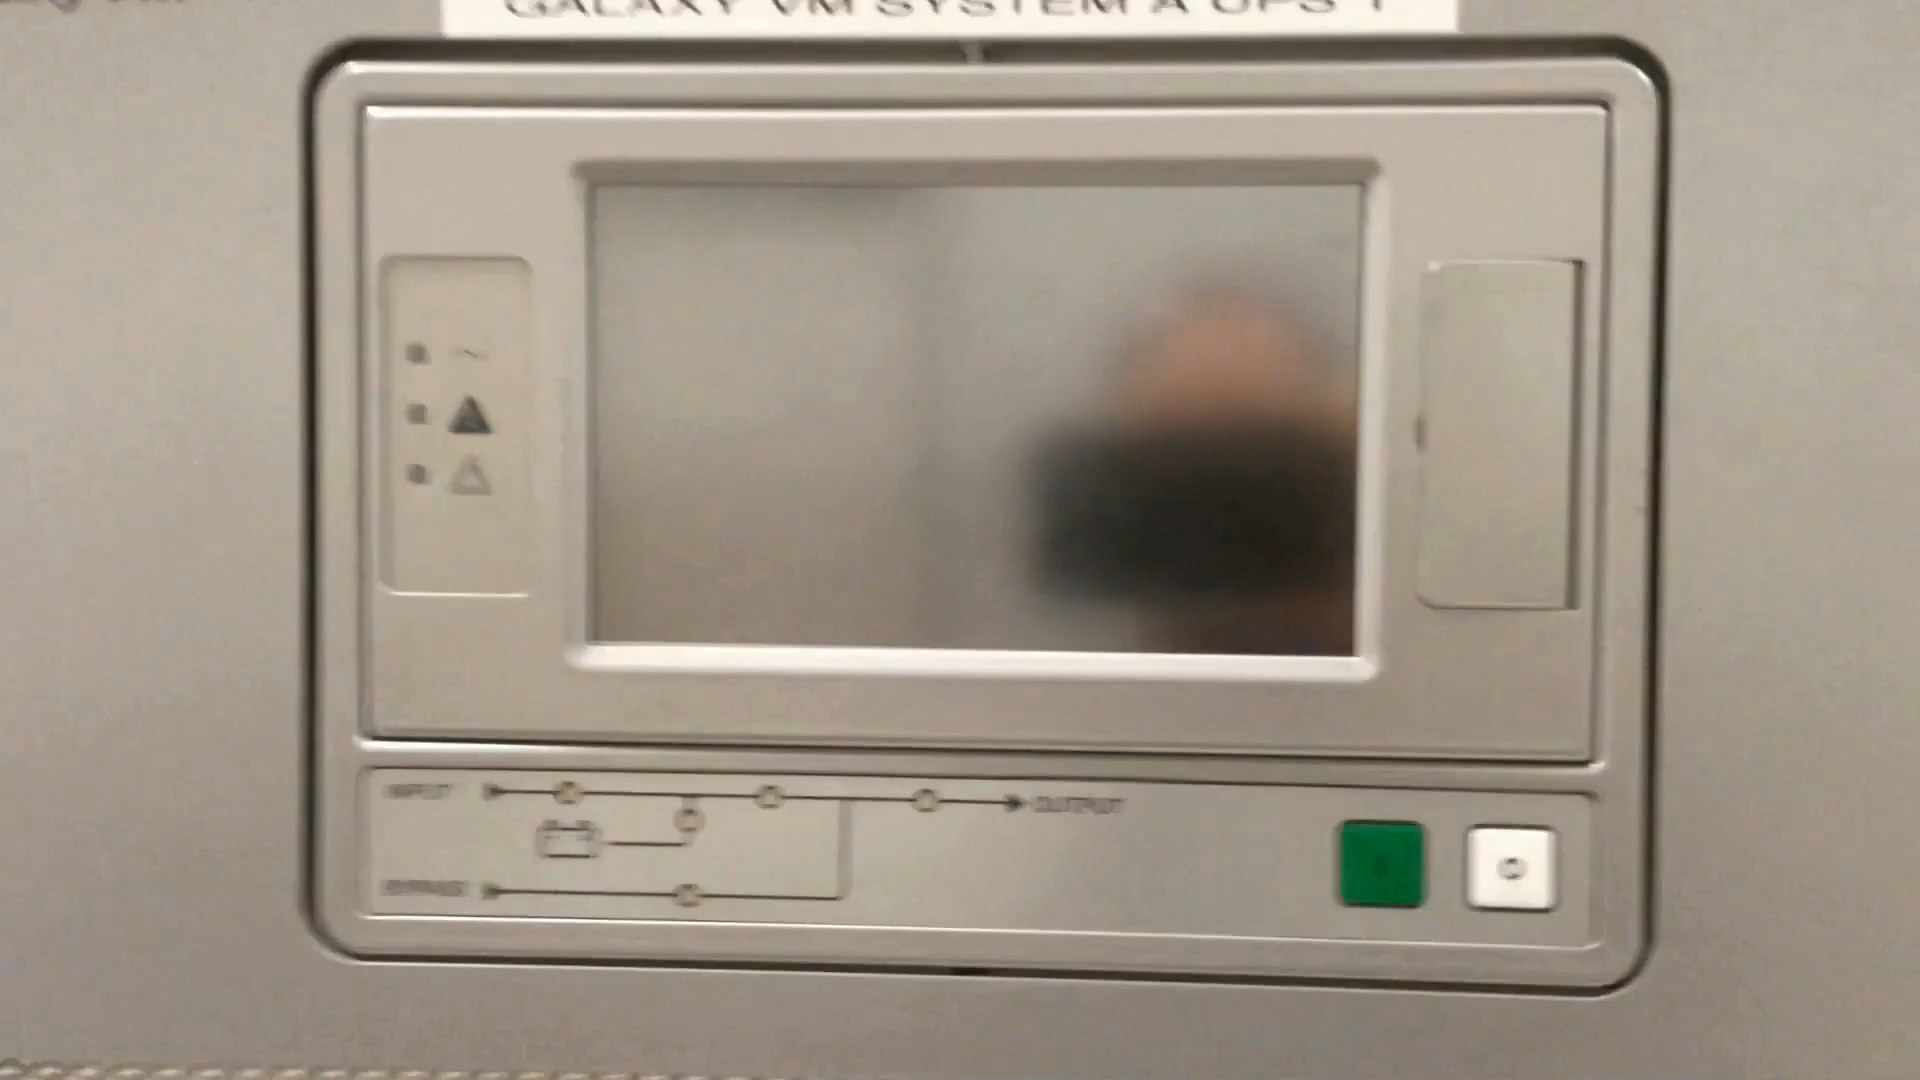 GALAXY VM SYSTEM A UPS 1
INPUT
OUTPUT
BYPASS